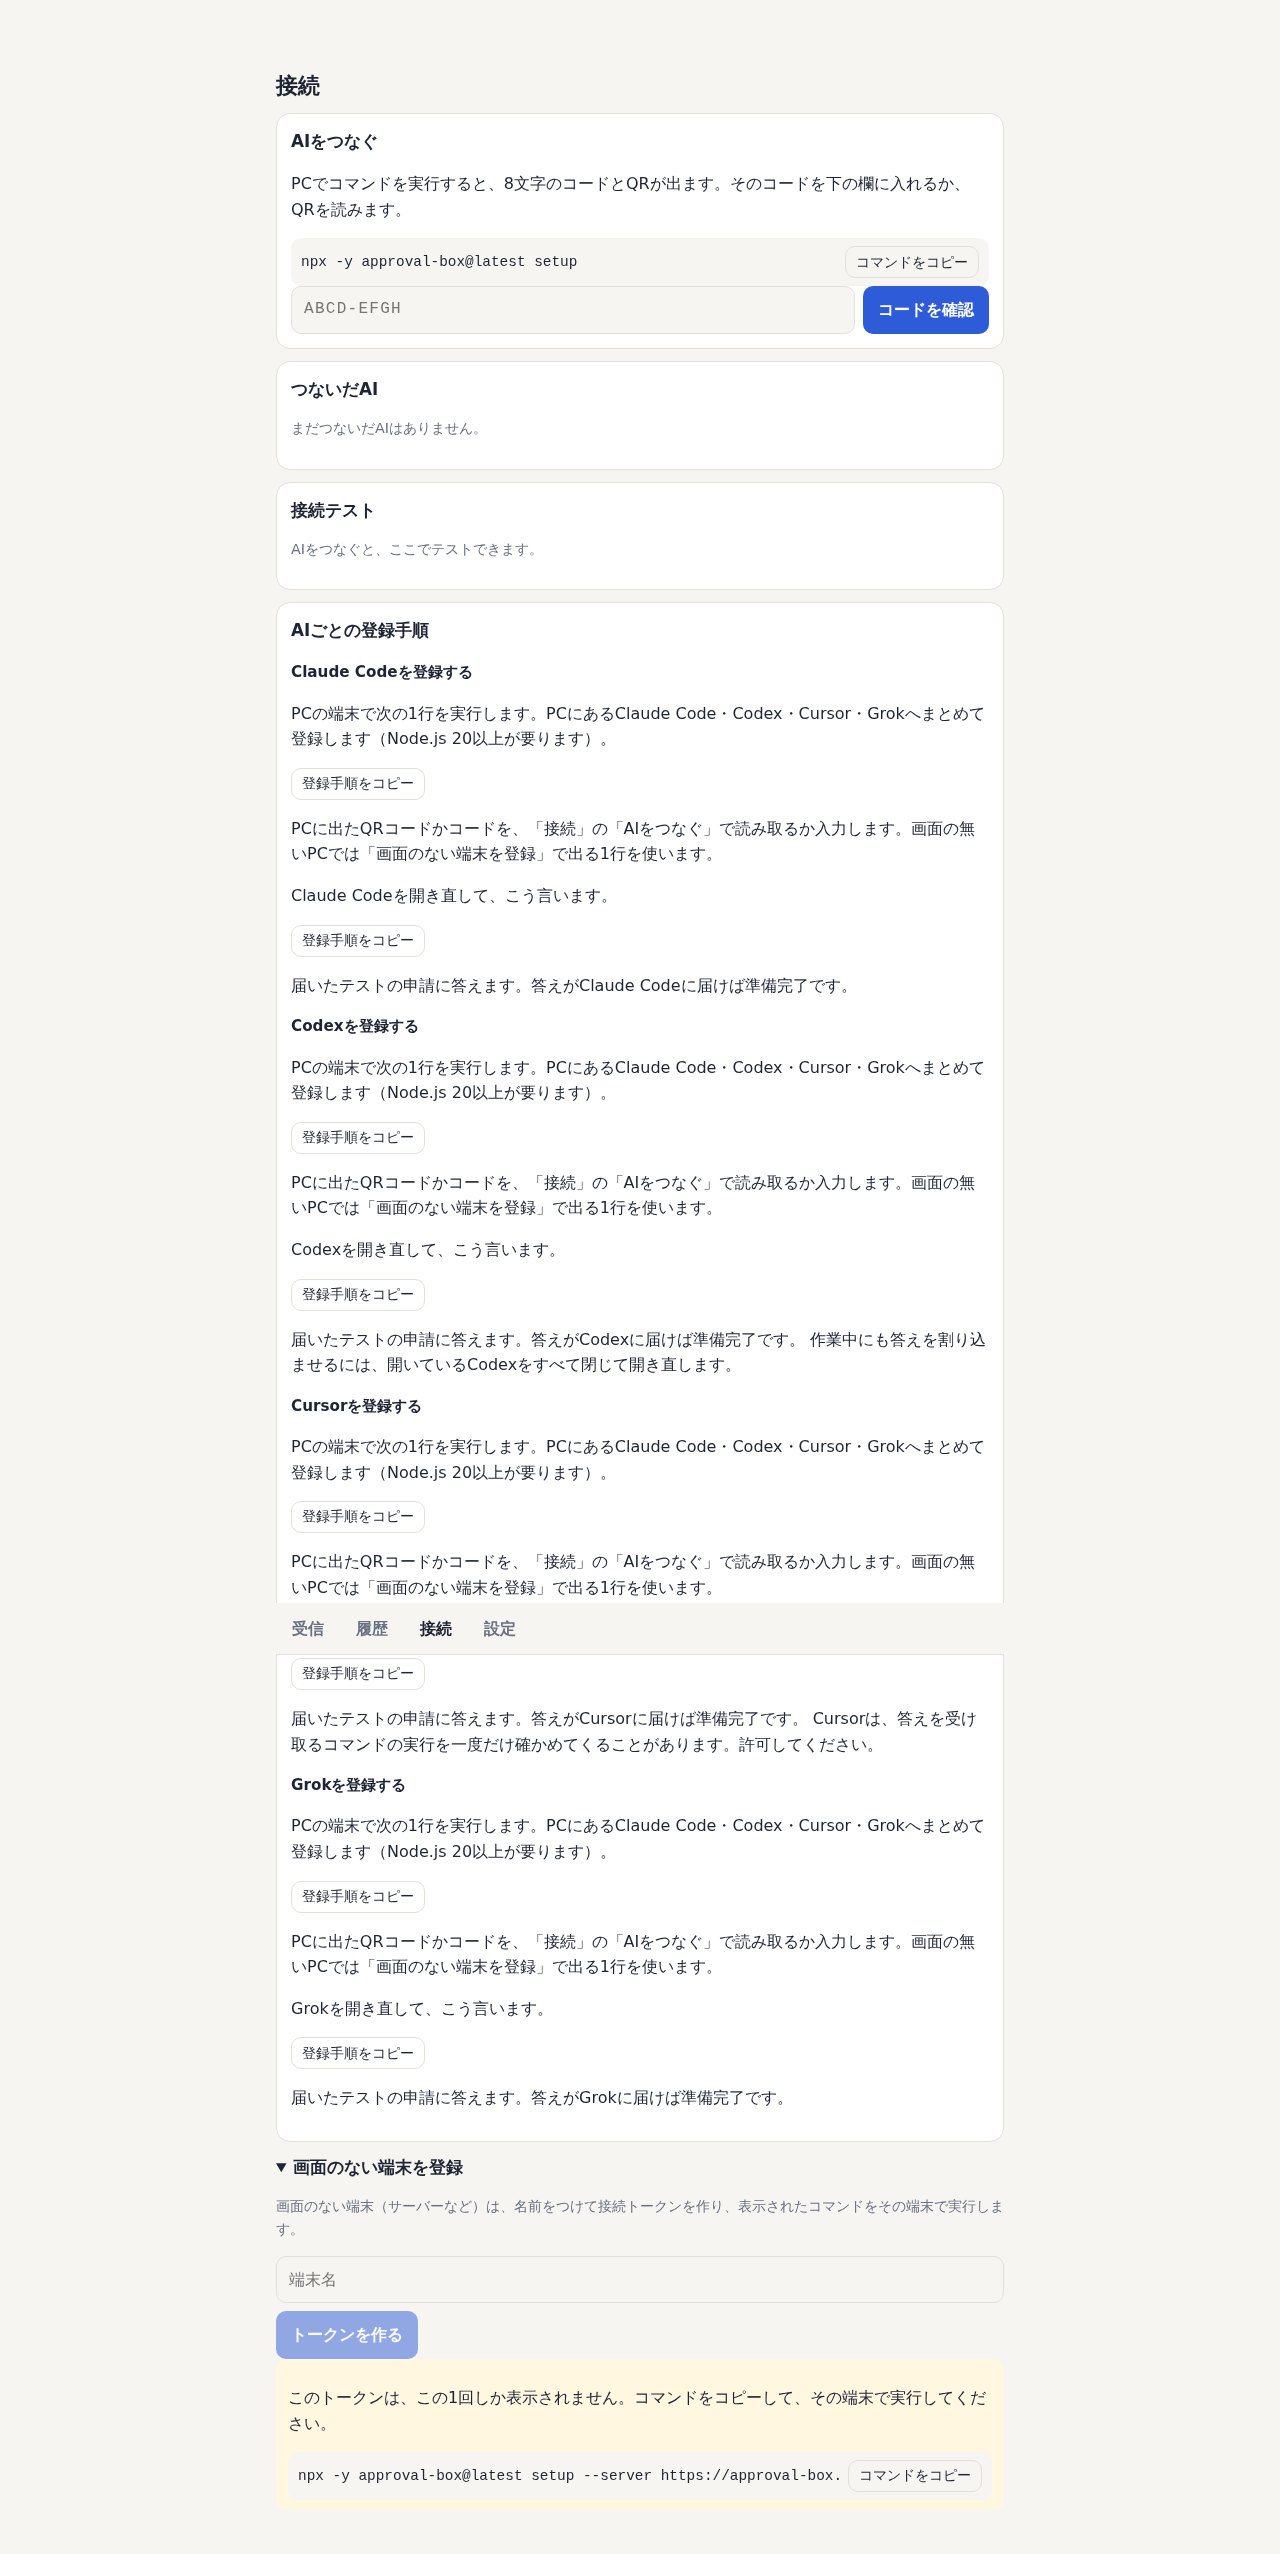 接続
AIをつなぐ
PCでコマンドを実行すると、8文字のコードとQRが出ます。そのコードを下の欄に入れるか、
QRを読みます。
npx -y approval-box@latest setup
コマンドをコピー
ABCD-EFGH
コードを確認
つないだAI
まだつないだAIはありません。
接続テスト
AIをつなぐと、ここでテストできます。
AIごとの登録手順
Claude Codeを登録する
PCの端末で次の1行を実行します。PCにあるClaude Code・Codex・Cursor・Grokへまとめて
登録します（Node.js 20以上が要ります）。
登録手順をコピー
PCに出たQRコードかコードを、「接続」の「AIをつなぐ」で読み取るか入力します。画面の無
いPCでは「画面のない端末を登録」で出る1行を使います。
Claude Codeを開き直して、こう言います。
登録手順をコピー
届いたテストの申請に答えます。答えがClaude Codeに届けば準備完了です。
Codexを登録する
PCの端末で次の1行を実行します。PCにあるClaude Code・Codex・Cursor・Grokへまとめて
登録します（Node.js 20以上が要ります）。
登録手順をコピー
PCに出たQRコードかコードを、「接続」の「AIをつなぐ」で読み取るか入力します。画面の無
いPCでは「画面のない端末を登録」で出る1行を使います。
Codexを開き直して、こう言います。
登録手順をコピー
届いたテストの申請に答えます。答えがCodexに届けば準備完了です。 作業中にも答えを割り込
ませるには、開いているCodexをすべて閉じて開き直します。
Cursorを登録する
PCの端末で次の1行を実行します。PCにあるClaude Code・Codex・Cursor・Grokへまとめて
登録します（Node.js 20以上が要ります）。
登録手順をコピー
PCに出たQRコードかコードを、「接続」の「AIをつなぐ」で読み取るか入力します。画面の無
いPCでは「画面のない端末を登録」で出る1行を使います。
受信 履歴 接続 設定
登録手順をコピー
届いたテストの申請に答えます。答えがCursorに届けば準備完了です。 Cursorは、答えを受け
取るコマンドの実行を一度だけ確かめてくることがあります。許可してください。
Grokを登録する
PCの端末で次の1行を実行します。PCにあるClaude Code・Codex・Cursor・Grokへまとめて
登録します（Node.js 20以上が要ります）。
登録手順をコピー
PCに出たQRコードかコードを、「接続」の「AIをつなぐ」で読み取るか入力します。画面の無
いPCでは「画面のない端末を登録」で出る1行を使います。
Grokを開き直して、こう言います。
登録手順をコピー
届いたテストの申請に答えます。答えがGrokに届けば準備完了です。
▼ 画面のない端末を登録
画面のない端末（サーバーなど）は、名前をつけて接続トークンを作り、表示されたコマンドをその端末で実行しま
す。
端末名
トークンを作る
このトークンは、この1回しか表示されません。コマンドをコピーして、その端末で実行してくだ
さい。
npx -y approval-box@latest setup --server https://approval-box.
コマンドをコピー